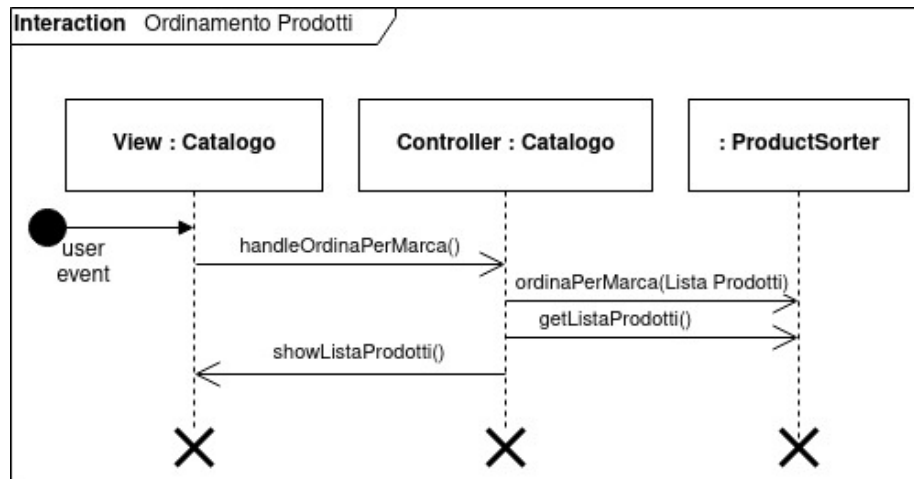 Interaction Ordinamento Prodotti
View : Catalogo
Controller : Catalogo
: ProductSorter
user
event
handleOrdinaPerMarca()
ordinaPerMarca(Lista Prodotti)
getListaProdotti()
showListaProdotti()